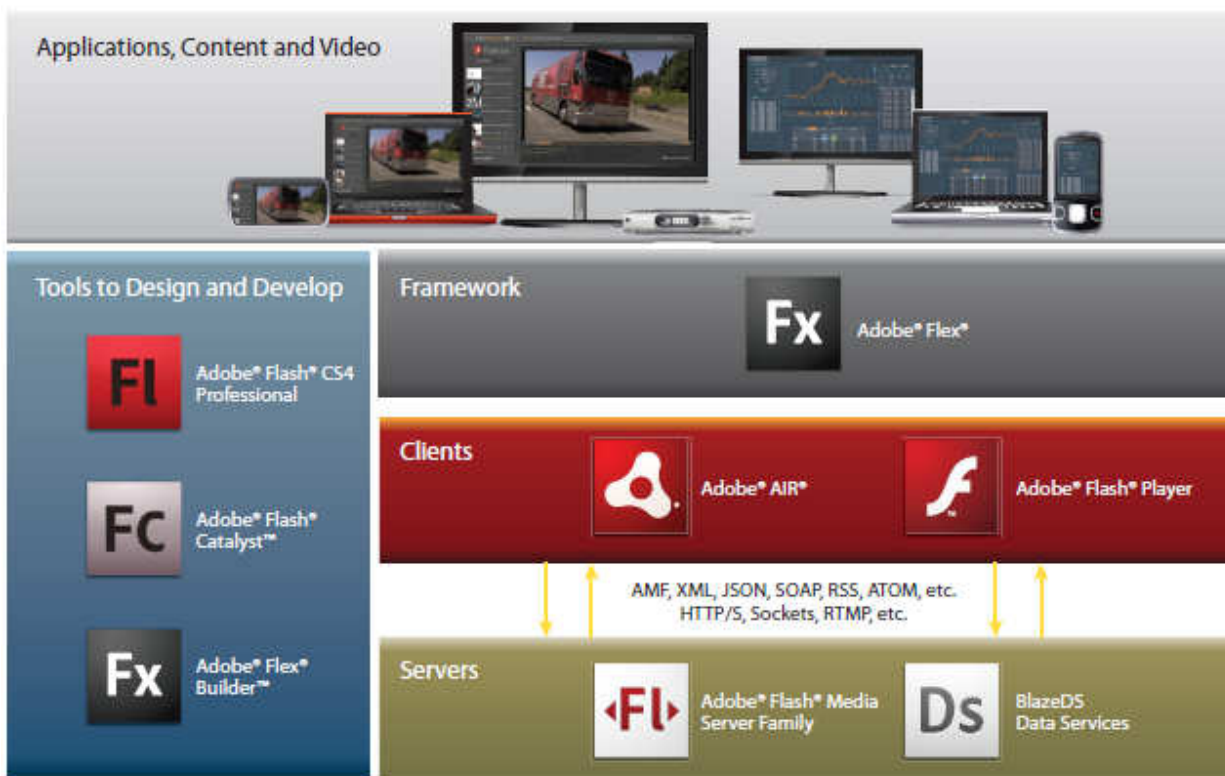 Applications, Content and Video
Tools to Design and Develop
Fl
Adobe® Flash® CS4
Professional
Fc
Adobe® Flash®
Catalyst™
Fx
Adobe® Flex®
Builder™
Framework
Fx
Adobe® Flex®
Clients
Adobe® AIR®
Adobe® Flash® Player
AMF, XML, JSON, SOAP, RSS, ATOM, etc.
HTTP/S, Sockets, RTMP, etc.
Servers
Fl
Adobe® Flash® Media
Server Family
Ds
BlazeDS
Data Services